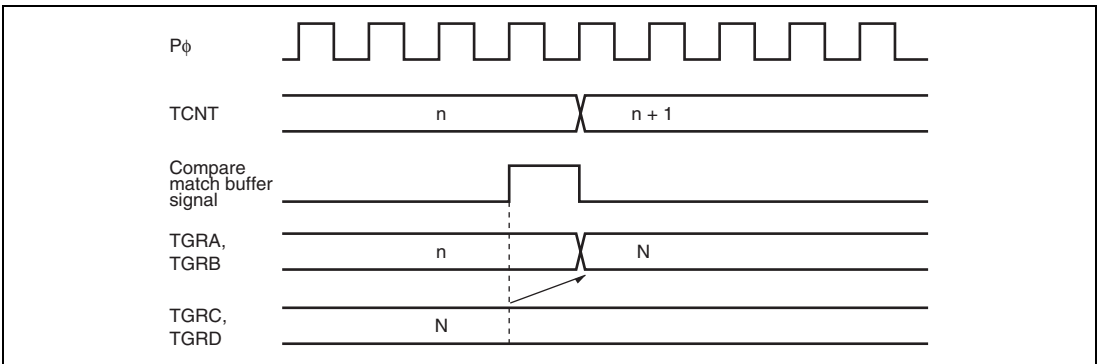 Pϕ
TCNT
n
n + 1
Compare
match buffer
signal
TGRA,
TGRB
n
N
TGRC,
TGRD
N